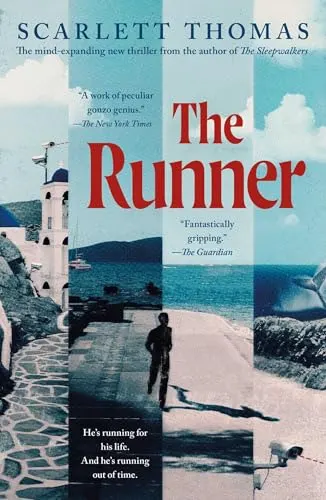 SCARLETT THOMAS
The mind-expanding new thriller from the author of The Sleepwalkers
“A work of peculiar
gonzo genius.”
—The New York Times
The
Runner
“Fantastically
gripping.”
—The Guardian
He's running for
his life.
And he's running
out of time.